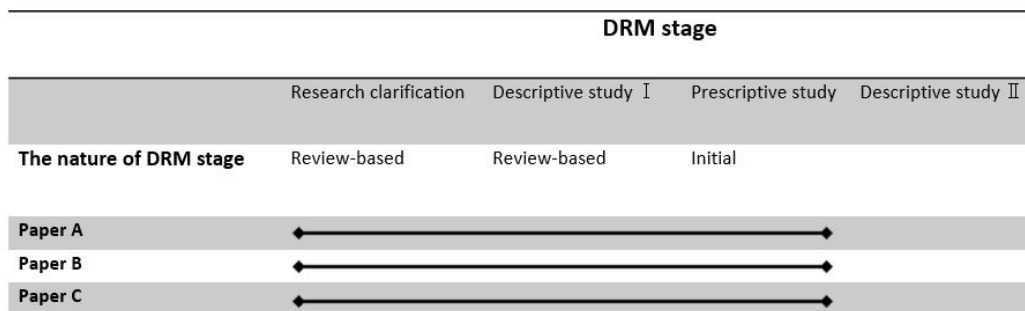 DRM stage
Research clarification Descriptive study Ⅰ Prescriptive study Descriptive study Ⅱ
The nature of DRM stage Review-based Review-based Initial
Paper A
Paper B
Paper C